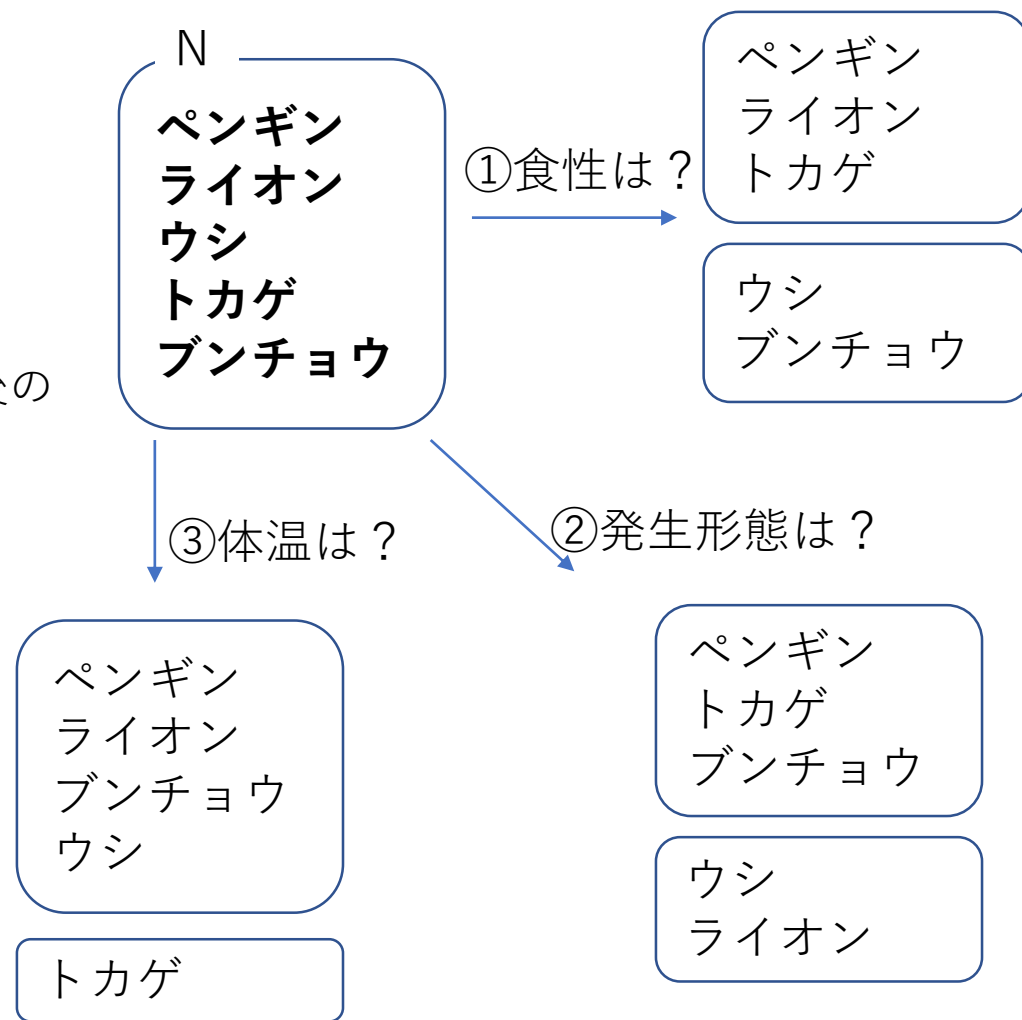 N
ペンギン
ライオン
ウシ
トカゲ
ブンチョウ
①食性は？
ペンギン
ライオン
トカゲ
ウシ
ブンチョウ
の
③体温は？
②発生形態は？
ペンギン
ライオン
ブンチョウ
ウシ
トカゲ
ペンギン
トカゲ
ブンチョウ
ウシ
ライオン